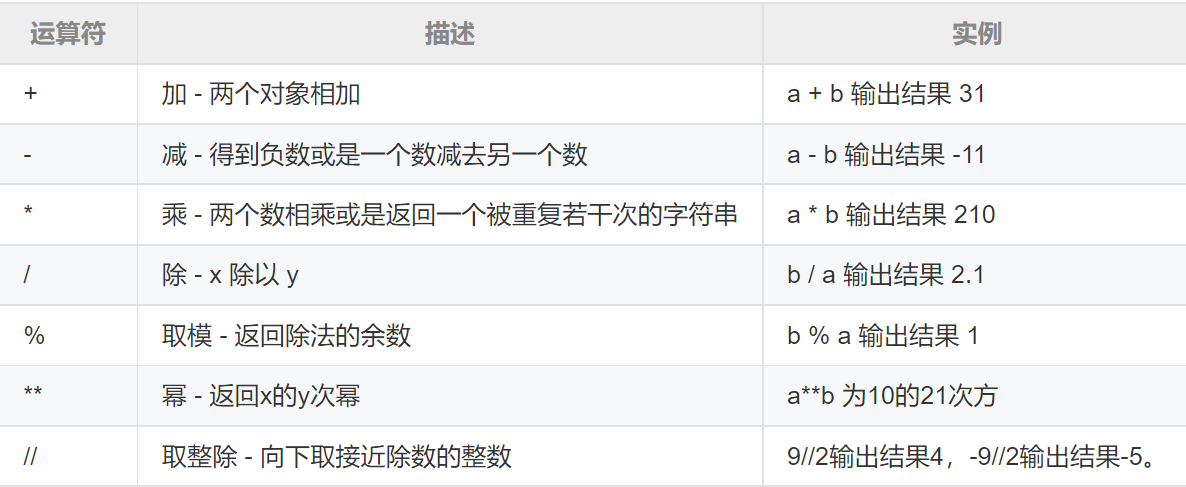 运算符 描述 实例
+ 加 - 两个对象相加 a + b 输出结果 31
- 减 - 得到负数或是一个数减去另一个数 a - b 输出结果 -11
* 乘 - 两个数相乘或是返回一个被重复若干次的字符串 a * b 输出结果 210
/ 除 - x 除以 y b / a 输出结果 2.1
% 取模 - 返回除法的余数 b % a 输出结果 1
** 幂 - 返回x的y次幂 a**b 为10的21次方
// 取整除 - 向下取接近除数的整数 9//2输出结果4，-9//2输出结果-5。